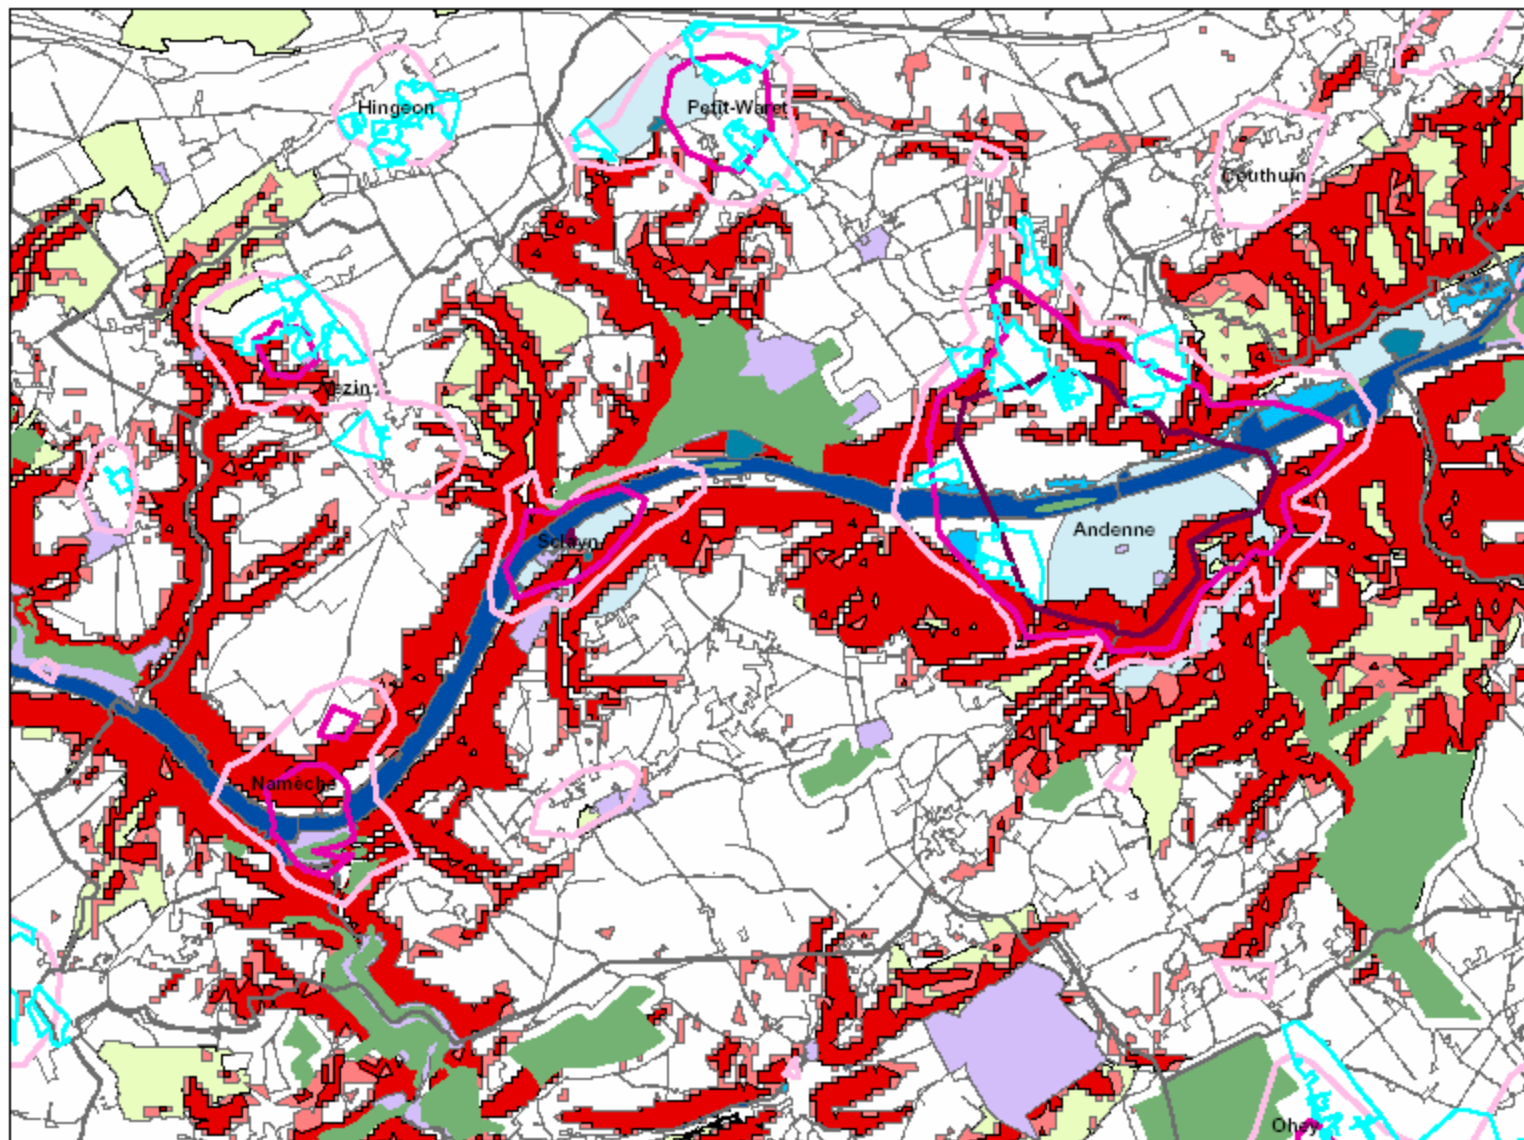 Hingeon
Petit-Waret
Couthuin
Vezin
Sclayn
Andenne
Namêche
Ohey